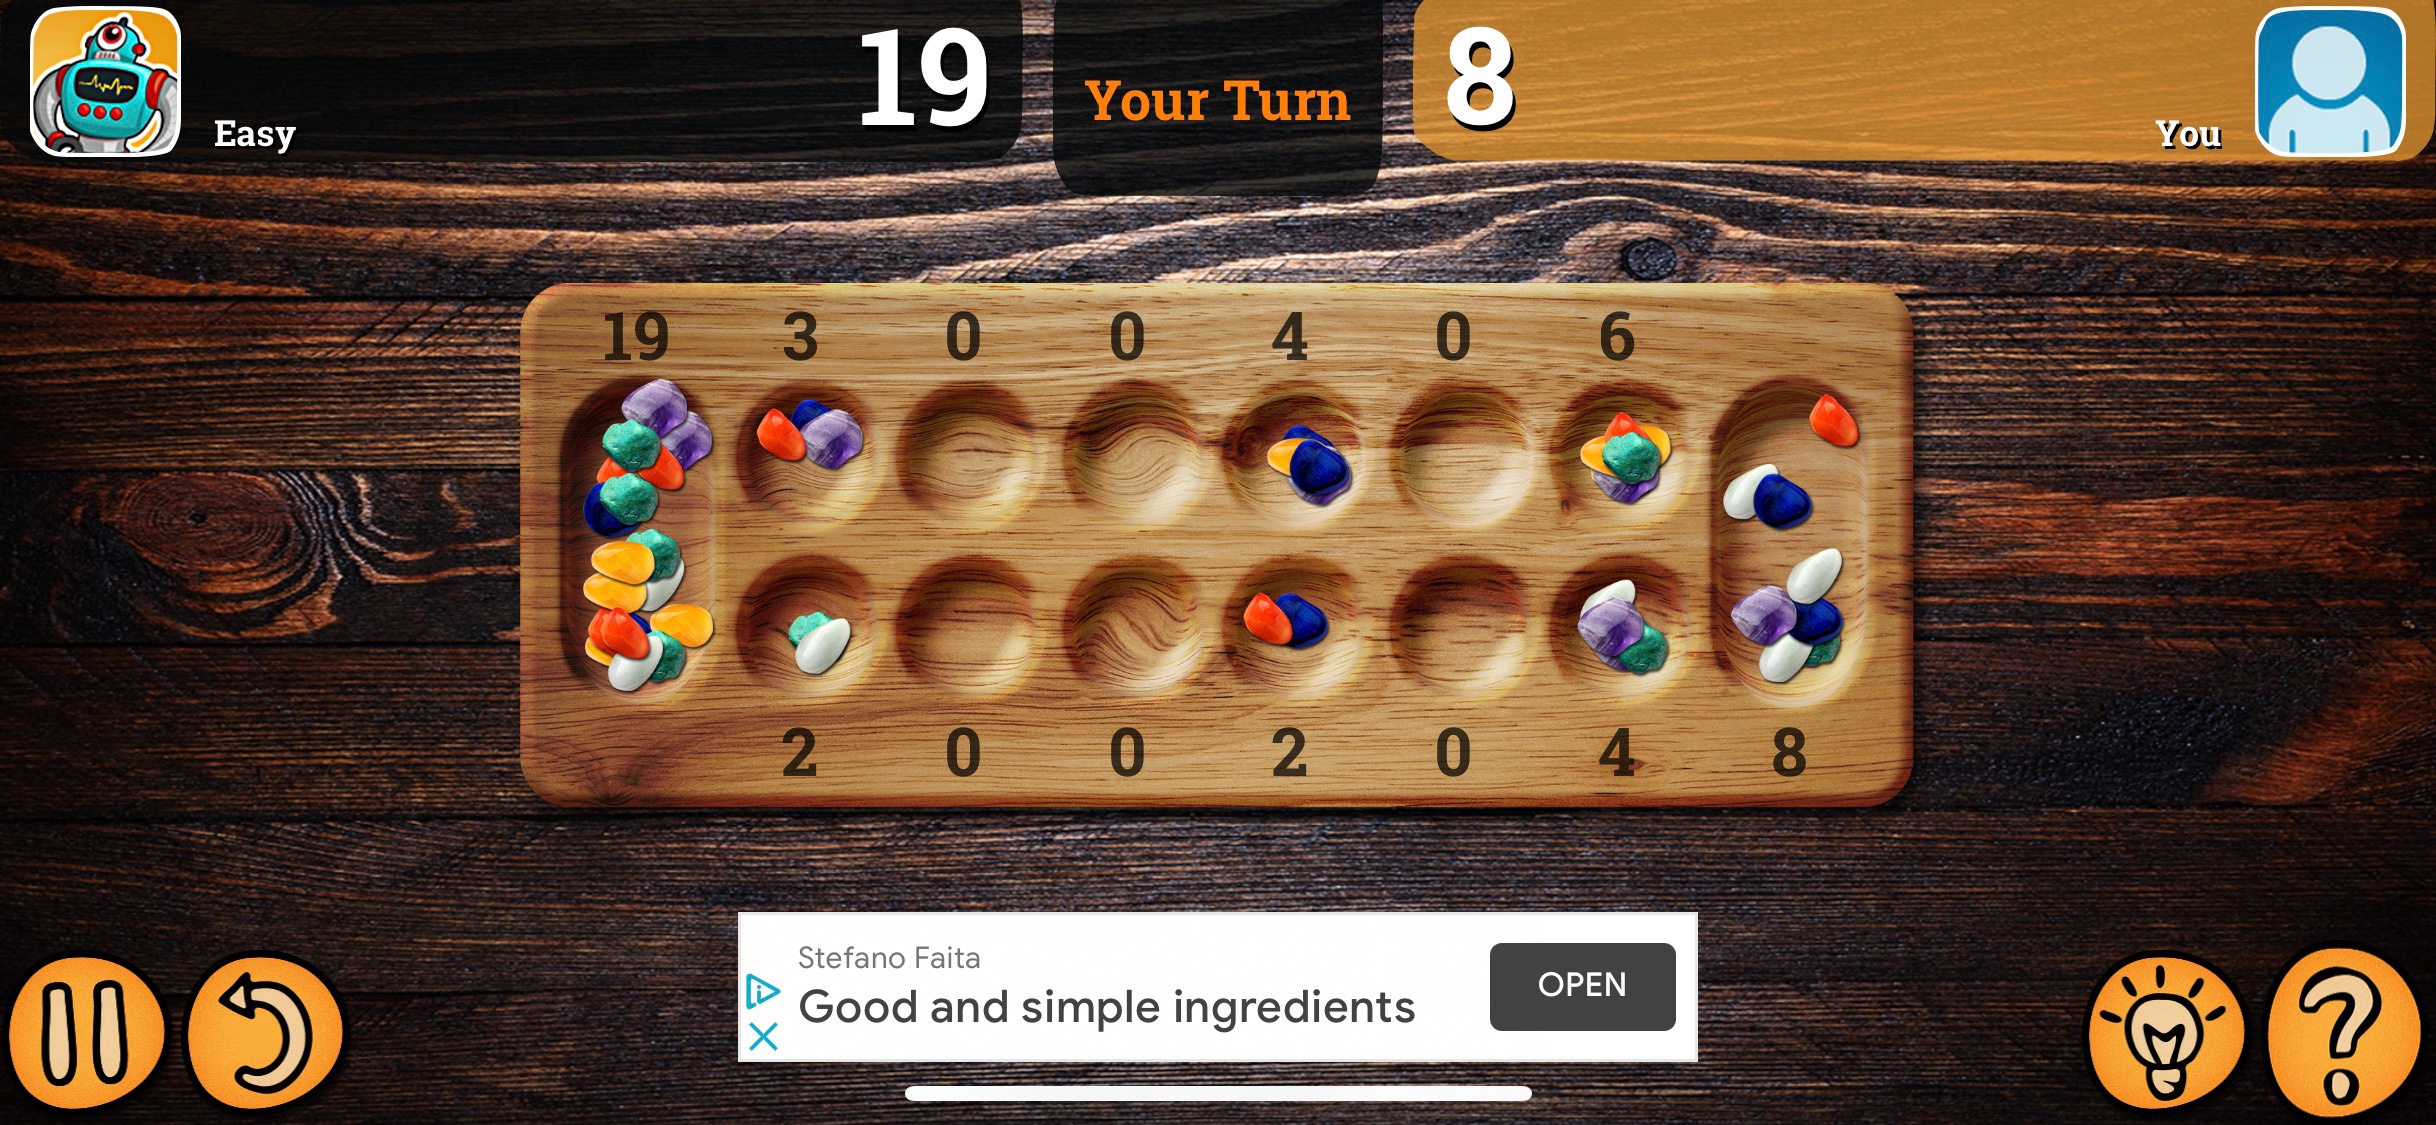 Easy
19
Your Turn
8
You
19 3 0 0 4 0 6
2 0 0 2 0 4 8
Stefano Faita
Good and simple ingredients
OPEN
?